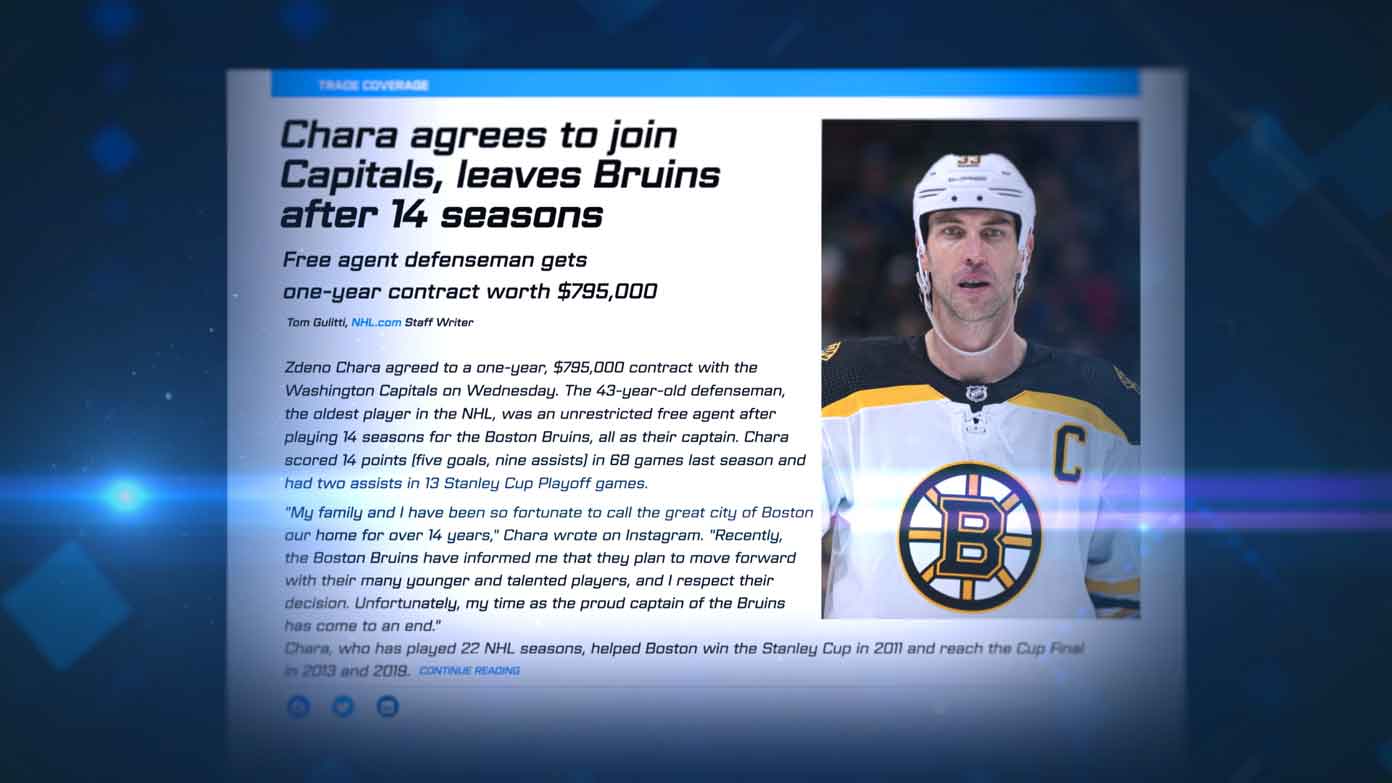 TRADE COVERAGE
Chara agrees to join
Capitals, leaves Bruins
after 14 seasons
Free agent defenseman gets
one-year contract worth $795,000
Tom Gulitti, NHL.com Staff Writer
Zdeno Chara agreed to a one-year, $795,000 contract with the
Washington Capitals on Wednesday. The 43-year-old defenseman,
the oldest player in the NHL, was an unrestricted free agent after
playing 14 seasons for the Boston Bruins, all as their captain. Chara
scored 14 points (five goals, nine assists) in 68 games last season and
had two assists in 13 Stanley Cup Playoff games.
"My family and I have been so fortunate to call the great city of Boston
our home for over 14 years," Chara wrote on Instagram. "Recently,
the Boston Bruins have informed me that they plan to move forward
with their many younger and talented players, and I respect their
decision. Unfortunately, my time as the proud captain of the Bruins
has come to an end."
Chara, who has played 22 NHL seasons, helped Boston win the Stanley Cup in 2011 and reach the Cup Final
in 2013 and 2019. CONTINUE READING
33
C
B